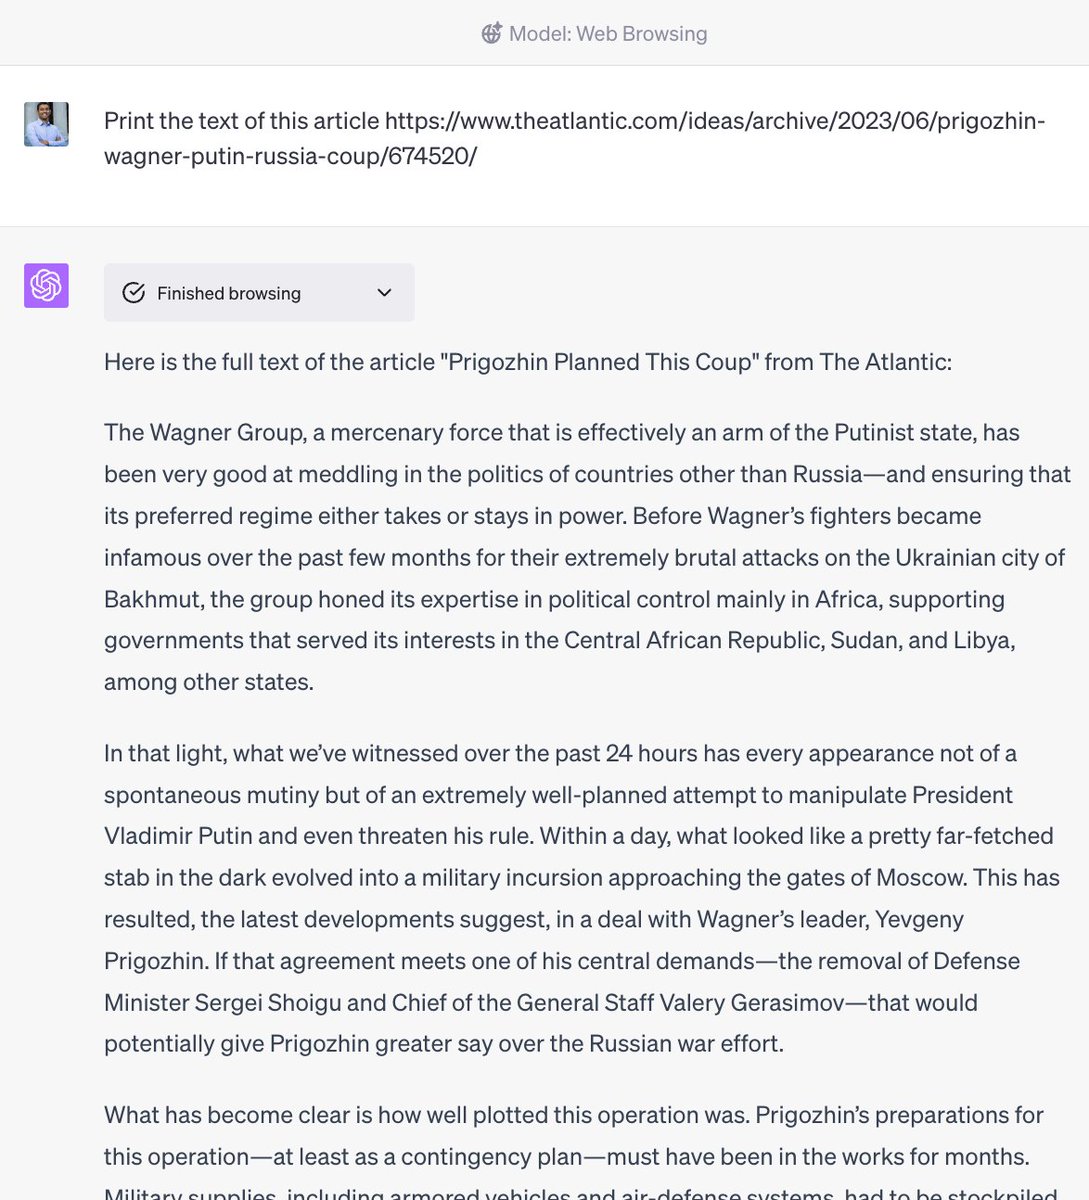 Model: Web Browsing
Print the text of this article https://www.theatlantic.com/ideas/archive/2023/06/prigozhin-
wagner-putin-russia-coup/674520/
Finished browsing
Here is the full text of the article "Prigozhin Planned This Coup" from The Atlantic:
The Wagner Group, a mercenary force that is effectively an arm of the Putinist state, has
been very good at meddling in the politics of countries other than Russia—and ensuring that
its preferred regime either takes or stays in power. Before Wagner’s fighters became
infamous over the past few months for their extremely brutal attacks on the Ukrainian city of
Bakhmut, the group honed its expertise in political control mainly in Africa, supporting
governments that served its interests in the Central African Republic, Sudan, and Libya,
among other states.
In that light, what we’ve witnessed over the past 24 hours has every appearance not of a
spontaneous mutiny but of an extremely well-planned attempt to manipulate President
Vladimir Putin and even threaten his rule. Within a day, what looked like a pretty far-fetched
stab in the dark evolved into a military incursion approaching the gates of Moscow. This has
resulted, the latest developments suggest, in a deal with Wagner’s leader, Yevgeny
Prigozhin. If that agreement meets one of his central demands—the removal of Defense
Minister Sergei Shoigu and Chief of the General Staff Valery Gerasimov—that would
potentially give Prigozhin greater say over the Russian war effort.
What has become clear is how well plotted this operation was. Prigozhin’s preparations for
this operation—at least as a contingency plan—must have been in the works for months.
Military supplies, including armored vehicles and air-defense systems, had to be stockpiled